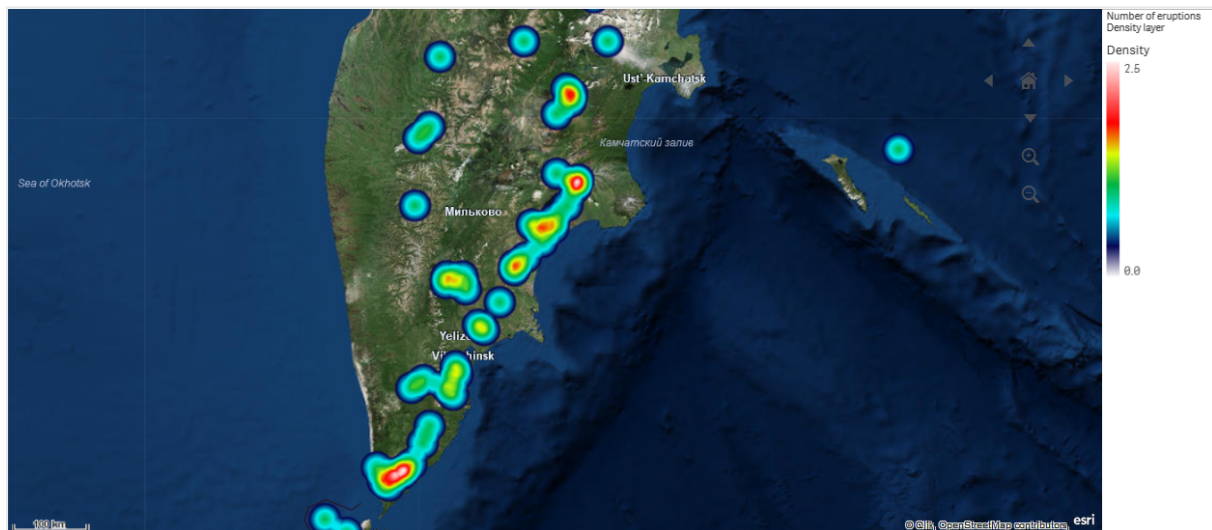 Number of eruptions
Density layer
Density
2.5
0.0
Ust'-Kamchatsk
Камчатский залив
Sea of Okhotsk
Мильково
100 km
© Qlik, OpenStreetMap contributors,
esri